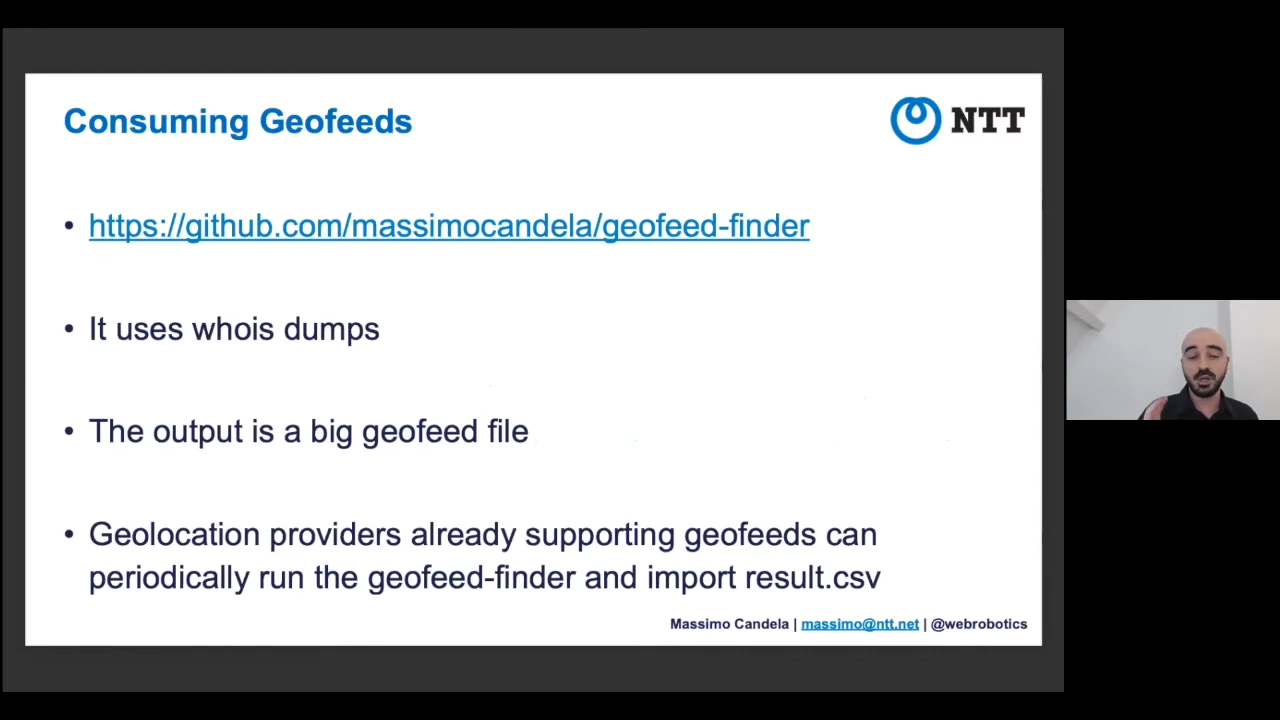 Consuming Geofeeds
NTT
• https://github.com/massimocandela/geofeed-finder
• It uses whois dumps
• The output is a big geofeed file
• Geolocation providers already supporting geofeeds can
periodically run the geofeed-finder and import result.csv
Massimo Candela | massimo@ntt.net | @webrobotics